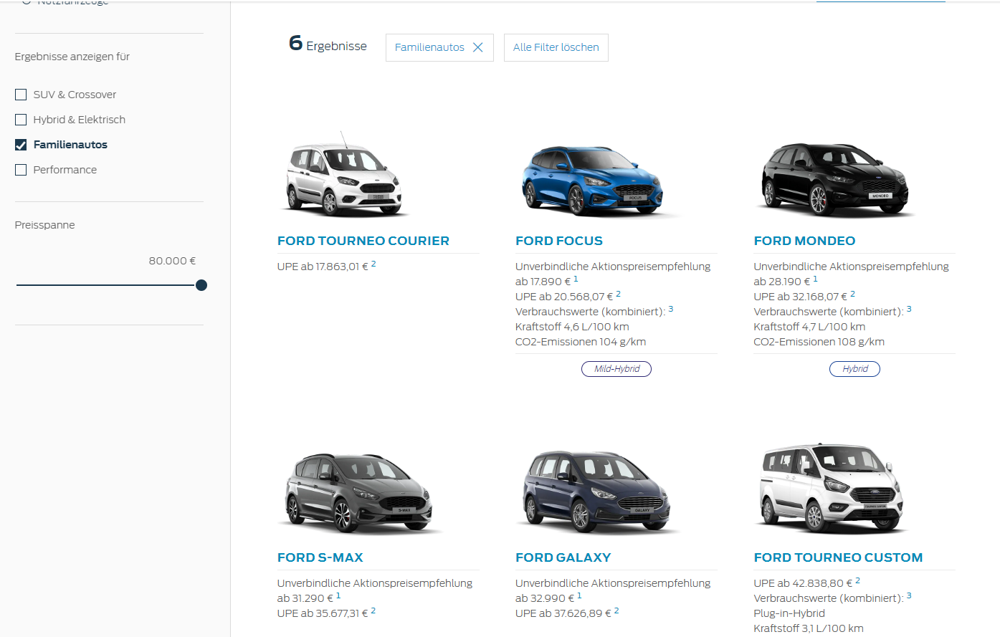 Nutzfahrzeuge
Ergebnisse anzeigen für
SUV & Crossover
Hybrid & Elektrisch
Familienautos
Performance
Preisspanne
80.000 €
6 Ergebnisse
Familienautos
Alle Filter löschen
FORD TOURNEO COURIER
UPE ab 17.863,01 € 2
FOCUS
FORD FOCUS
Unverbindliche Aktionspreisempfehlung
ab 17.890 € 1
UPE ab 20.568,07 € 2
Verbrauchswerte (kombiniert): 3
Kraftstoff 4,6 L/100 km
CO2-Emissionen 104 g/km
Mild-Hybrid
MONDEO
FORD MONDEO
Unverbindliche Aktionspreisempfehlung
ab 28.190 € 1
UPE ab 32.168,07 € 2
Verbrauchswerte (kombiniert): 3
Kraftstoff 4,7 L/100 km
CO2-Emissionen 108 g/km
Hybrid
S-MAX
FORD S-MAX
Unverbindliche Aktionspreisempfehlung
ab 31.290 € 1
UPE ab 35.677,31 € 2
GALAXY
FORD GALAXY
Unverbindliche Aktionspreisempfehlung
ab 32.990 € 1
UPE ab 37.626,89 € 2
TOURNEO CUSTOM
FORD TOURNEO CUSTOM
UPE ab 42.838,80 € 2
Verbrauchswerte (kombiniert): 3
Plug-in-Hybrid
Kraftstoff 3,1 L/100 km